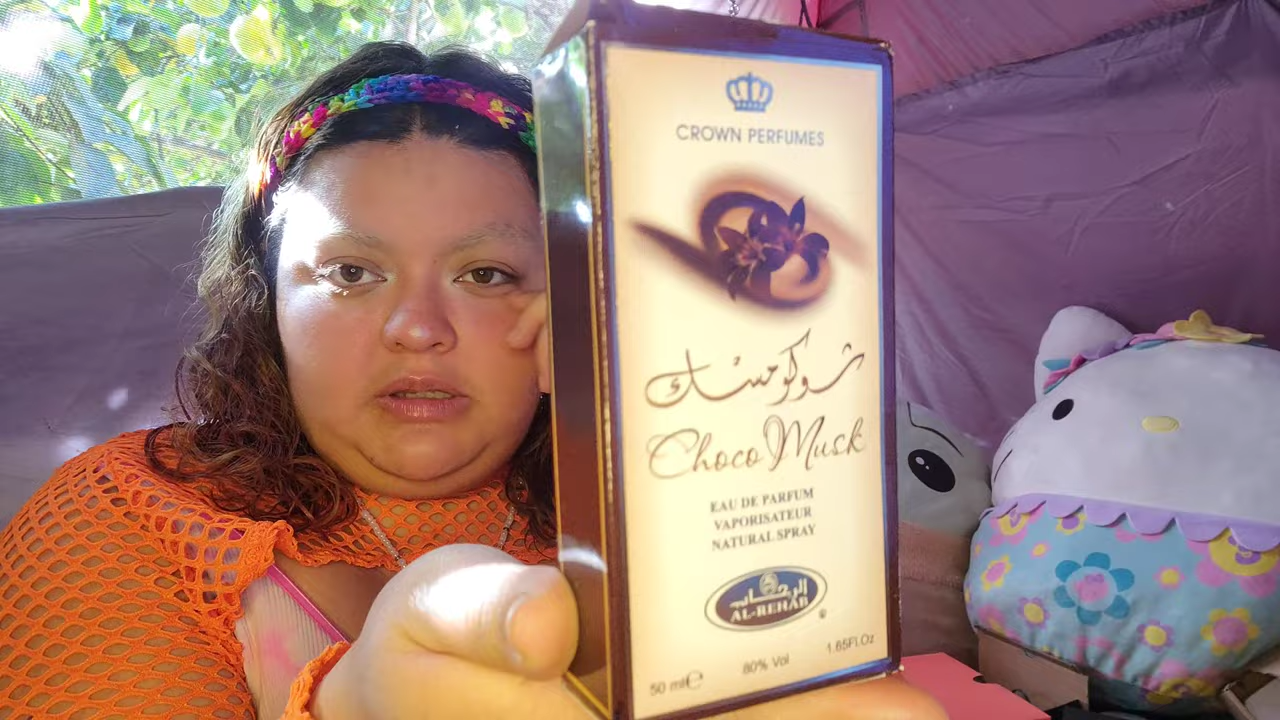 CROWN PERFUMES
شوكومسك
Choco Musk
EAU DE PARFUM
VAPORISATEUR
NATURAL SPRAY
الرحاب
AL-REHAB
®
50 ml℮ 80% Vol 1.65Fl.Oz